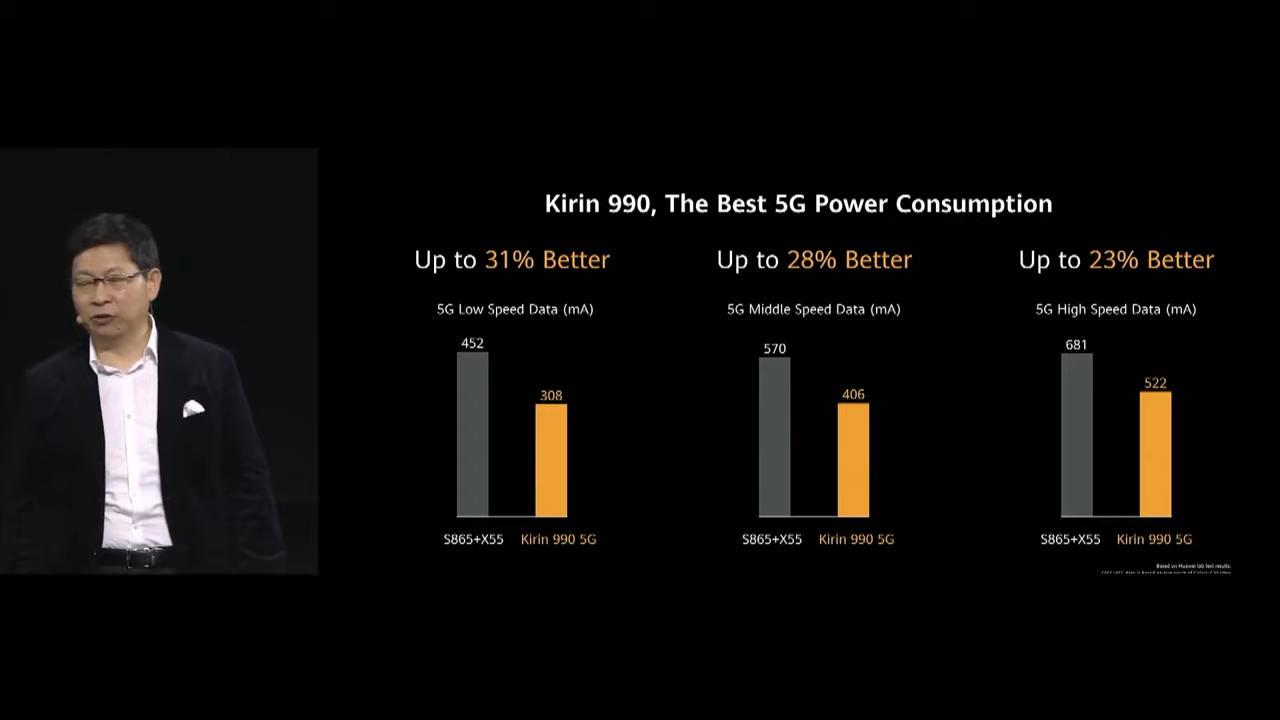 Kirin 990, The Best 5G Power Consumption
Up to 31% Better
5G Low Speed Data (mA)
452
308
S865+X55
Kirin 990 5G
Up to 28% Better
5G Middle Speed Data (mA)
570
406
S865+X55
Kirin 990 5G
Up to 23% Better
5G High Speed Data (mA)
681
522
S865+X55
Kirin 990 5G
Based on Huawei lab test results.